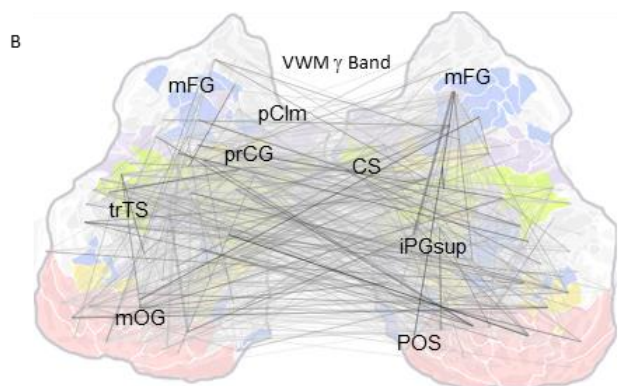 B
VWM γ Band
mFG
mFG
pClm
prCG
CS
trTS
iPGsup
mOG
POS